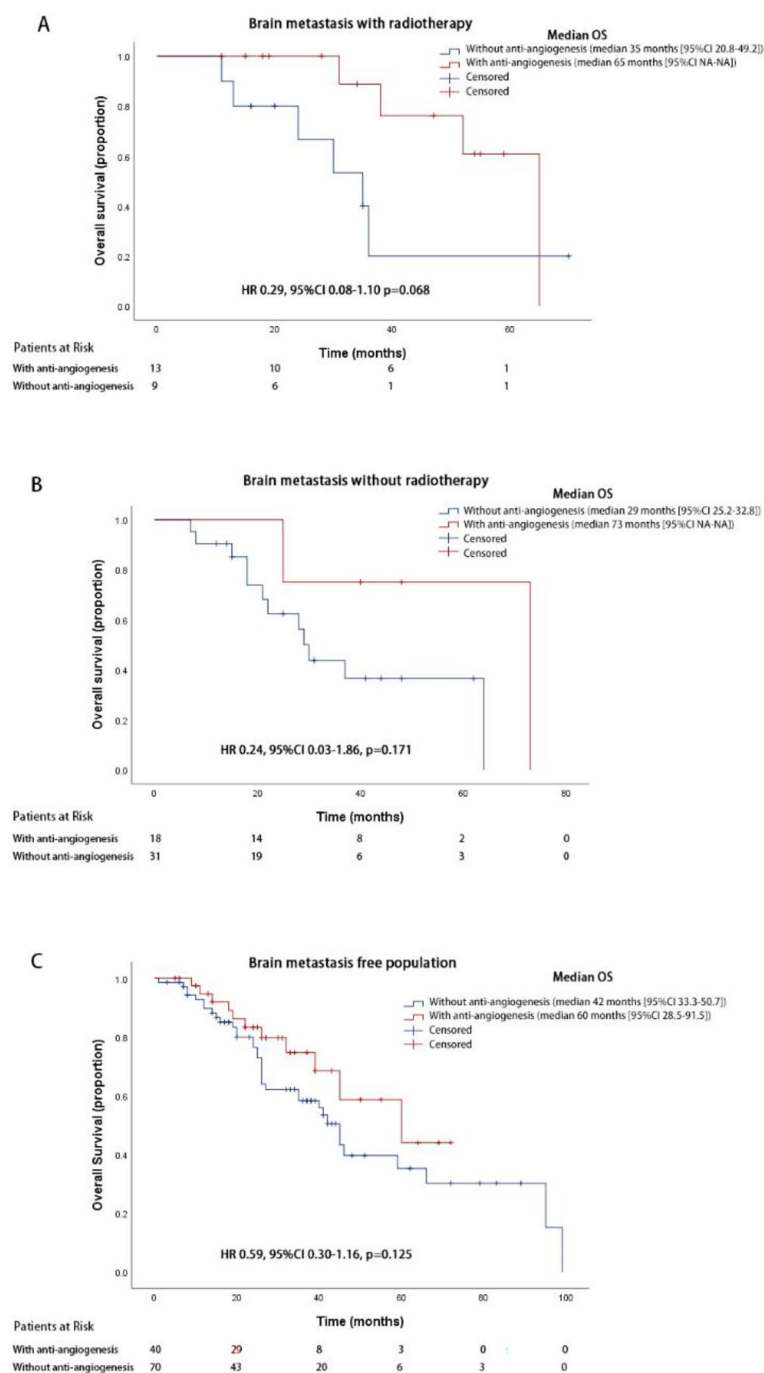 A
Brain metastasis with radiotherapy
Median OS
Without anti-angiogenesis (median 35 months [95%CI 20.8-49.2])
With anti-angiogenesis (median 65 months [95%CI NA-NA])
Censored
Censored
Overall survival (proportion)
1.0
0.8
0.6
0.4
0.2
0.0
HR 0.29, 95%CI 0.08-1.10 p=0.068
0 20 40 60
Time (months)
Patients at Risk
With anti-angiogenesis 13 10 6 1
Without anti-angiogenesis 9 6 1 1
B
Brain metastasis without radiotherapy
Median OS
Without anti-angiogenesis (median 29 months [95%CI 25.2-32.8])
With anti-angiogenesis (median 73 months [95%CI NA-NA])
Censored
Censored
Overall survival (proportion)
1.0
0.8
0.6
0.4
0.2
0.0
HR 0.24, 95%CI 0.03-1.86, p=0.171
0 20 40 60 80
Time (months)
Patients at Risk
With anti-angiogenesis 18 14 8 2 0
Without anti-angiogenesis 31 19 6 3 0
C
Brain metastasis free population
Median OS
Without anti-angiogenesis (median 42 months [95%CI 33.3-50.7])
With anti-angiogenesis (median 60 months [95%CI 28.5-91.5])
Censored
Censored
Overall Survival (proportion)
1.0
0.8
0.6
0.4
0.2
0.0
HR 0.59, 95%CI 0.30-1.16, p=0.125
0 20 40 60 80 100
Time (months)
Patients at Risk
With anti-angiogenesis 40 29 8 3 0 0
Without anti-angiogenesis 70 43 20 6 3 0